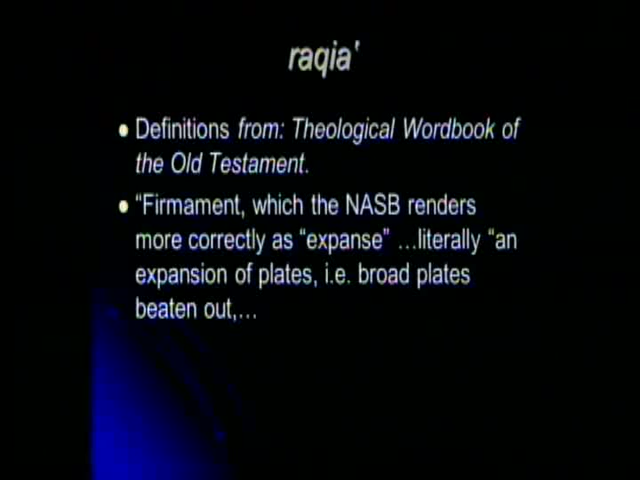 raqia‛
• Definitions from: Theological Wordbook of
the Old Testament.
• “Firmament, which the NASB renders
more correctly as “expanse” …literally “an
expansion of plates, i.e. broad plates
beaten out,…